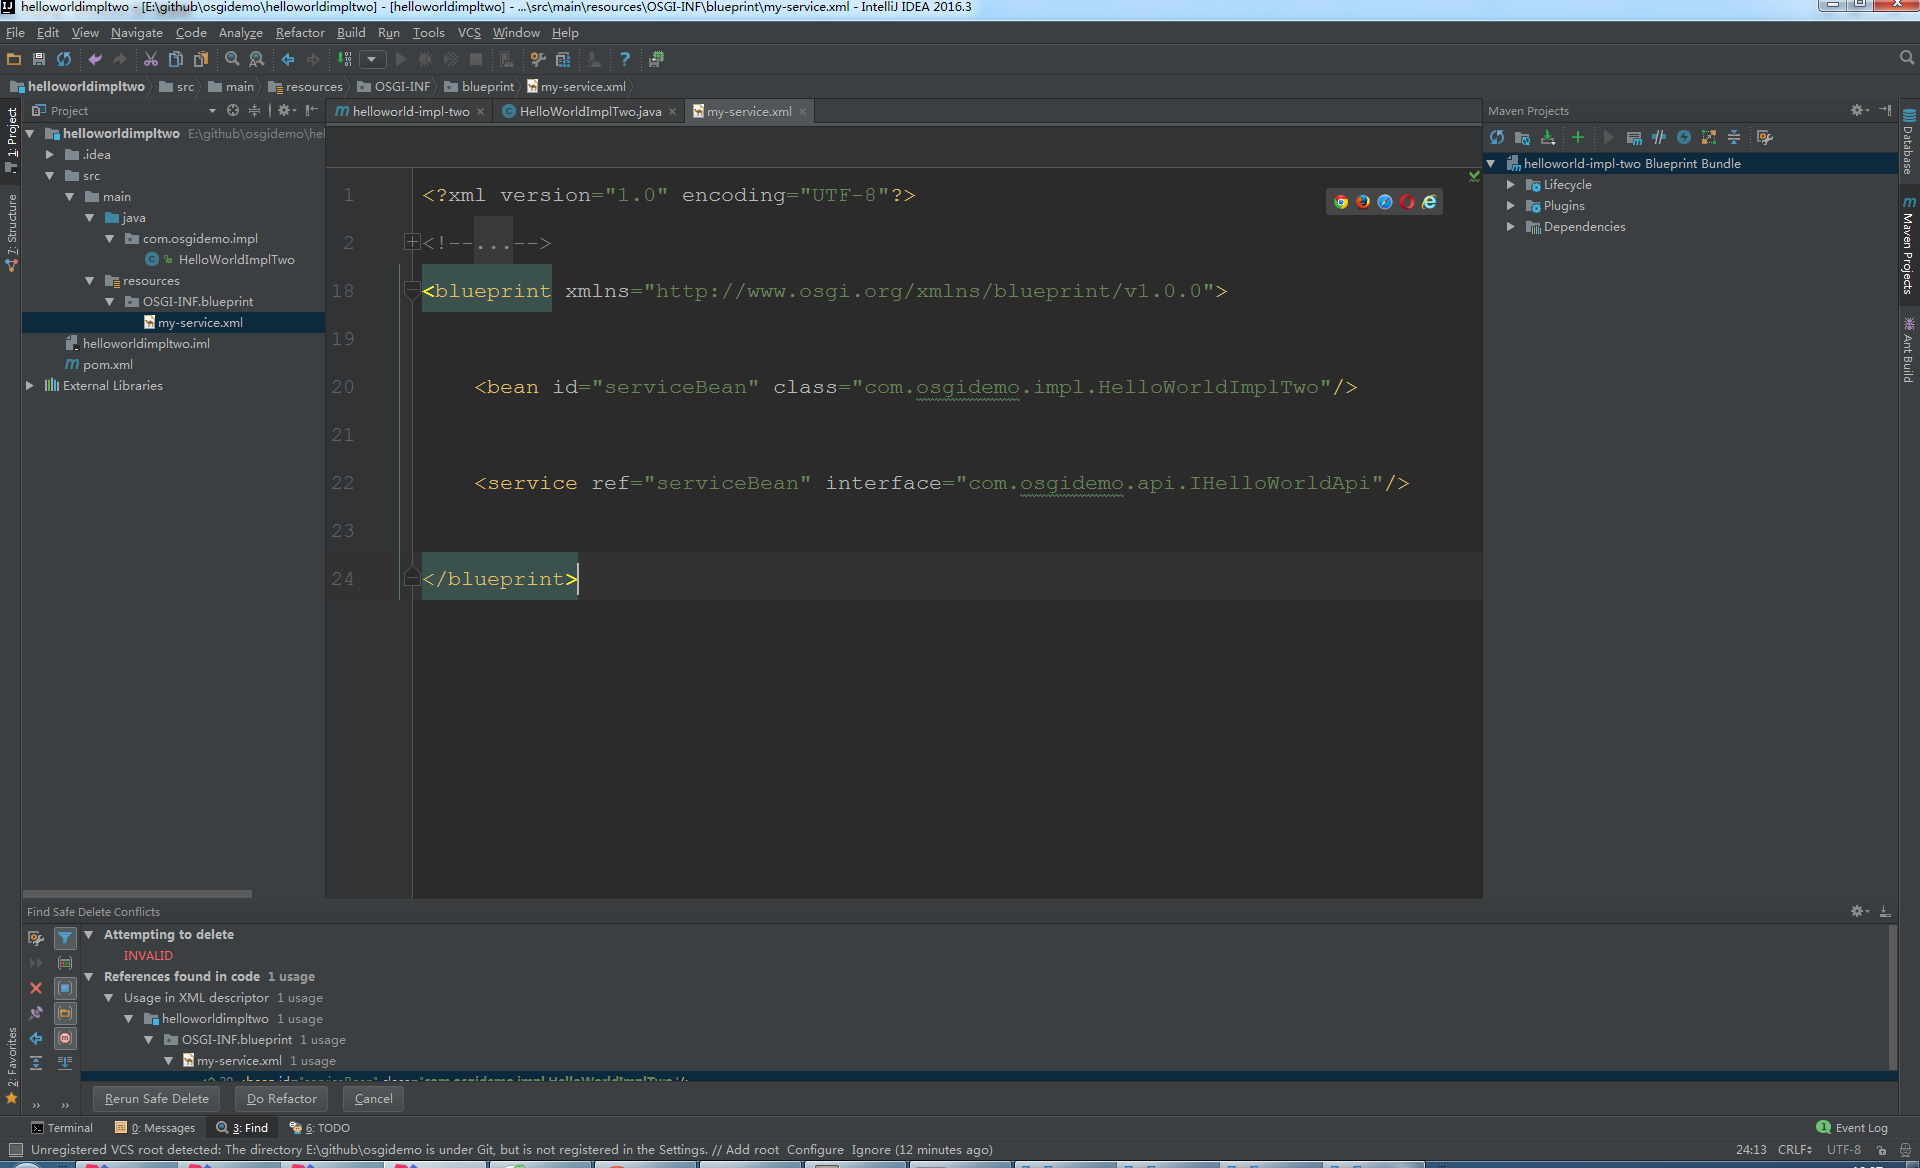 helloworldimpltwo - [E:\github\osgidemo\helloworldimpltwo] - [helloworldimpltwo] - ...\src\main\resources\OSGI-INF\blueprint\my-service.xml - IntelliJ IDEA 2016.3
File Edit View Navigate Code Analyze Refactor Build Run Tools VCS Window Help
helloworldimpltwo src main resources OSGI-INF blueprint my-service.xml
Project
helloworld-impl-two HelloWorldImplTwo.java my-service.xml
Maven Projects
1: Project
7: Structure
2: Favorites
helloworldimpltwo E:\github\osgidemo\hel
.idea
src
main
java
com.osgidemo.impl
HelloWorldImplTwo
resources
OSGI-INF.blueprint
my-service.xml
helloworldimpltwo.iml
pom.xml
External Libraries
1 <?xml version="1.0" encoding="UTF-8"?>
2 <!--...-->
18 <blueprint xmlns="http://www.osgi.org/xmlns/blueprint/v1.0.0">
19
20 <bean id="serviceBean" class="com.osgidemo.impl.HelloWorldImplTwo"/>
21
22 <service ref="serviceBean" interface="com.osgidemo.api.IHelloWorldApi"/>
23
24 </blueprint>
helloworld-impl-two Blueprint Bundle
Lifecycle
Plugins
Dependencies
Database
Maven Projects
Ant Build
Find Safe Delete Conflicts
Attempting to delete
INVALID
References found in code 1 usage
Usage in XML descriptor 1 usage
helloworldimpltwo 1 usage
OSGI-INF.blueprint 1 usage
my-service.xml 1 usage
20 <bean id="serviceBean" class="com.osgidemo.impl.HelloWorldImplTwo"/>
Rerun Safe Delete Do Refactor Cancel
Terminal 0: Messages 3: Find 6: TODO
1 Event Log
Unregistered VCS root detected: The directory E:\github\osgidemo is under Git, but is not registered in the Settings. // Add root Configure Ignore (12 minutes ago)
24:13 CRLF UTF-8